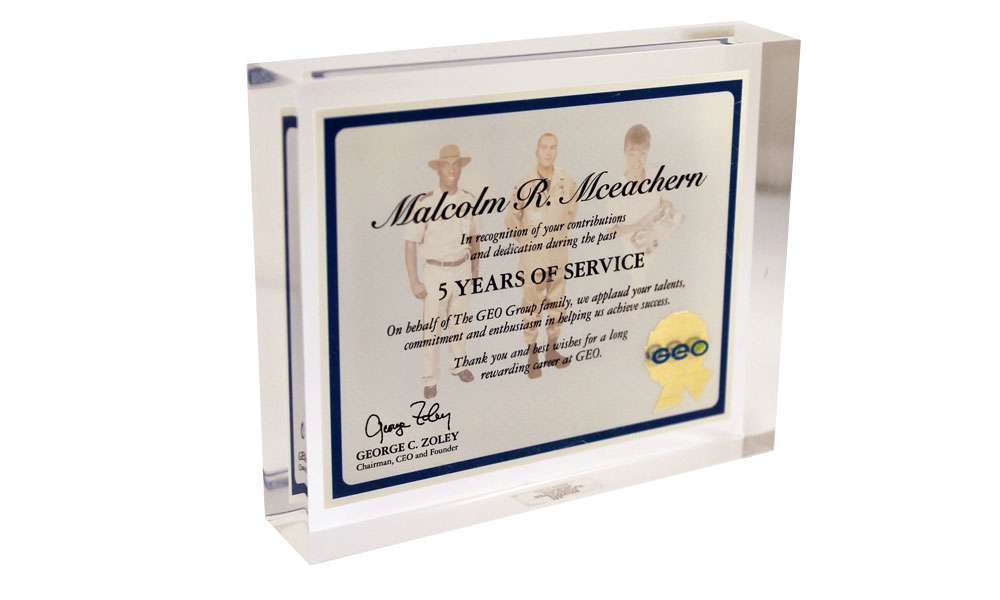 Malcolm R. Mceachern
In recognition of your contributions
and dedication during the past
5 YEARS OF SERVICE
On behalf of The GEO Group family, we applaud your talents,
commitment and enthusiasm in helping us achieve success.
Thank you and best wishes for a long
rewarding career at GEO.
GEO
George Zoley
GEORGE C. ZOLEY
Chairman, CEO and Founder